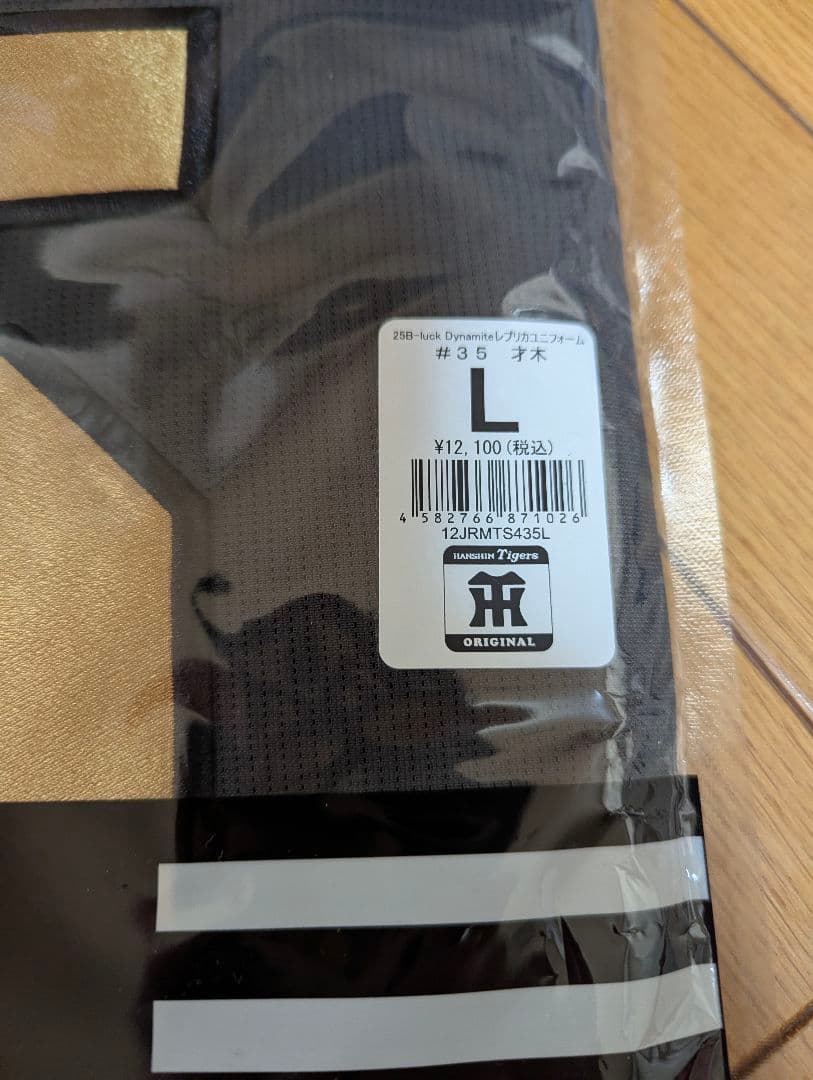 25B-luck Dynamiteレプリカユニフォーム
#35 才木
L
¥12,100(税込)
4 582766 871026
12JRMTS435L
HANSHIN Tigers
TH
ORIGINAL